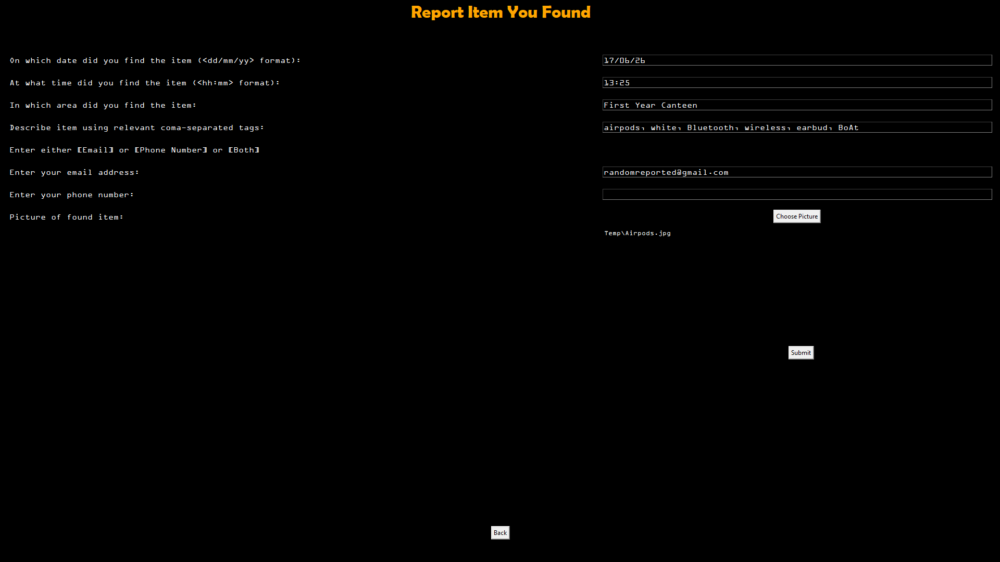 Report Item You Found
On which date did you find the item (<dd/mm/yy> format): 17/06/26
At what time did you find the item (<hh:mm> format): 13:25
In which area did you find the item: First Year Canteen
Describe item using relevant coma-separated tags: airpods, white, Bluetooth, wireless, earbud, BoAt
Enter either [Email] or [Phone Number] or [Both]
Enter your email address: randomreported@gmail.com
Enter your phone number:
Picture of found item: Choose Picture
Temp\Airpods.jpg
Submit
Back